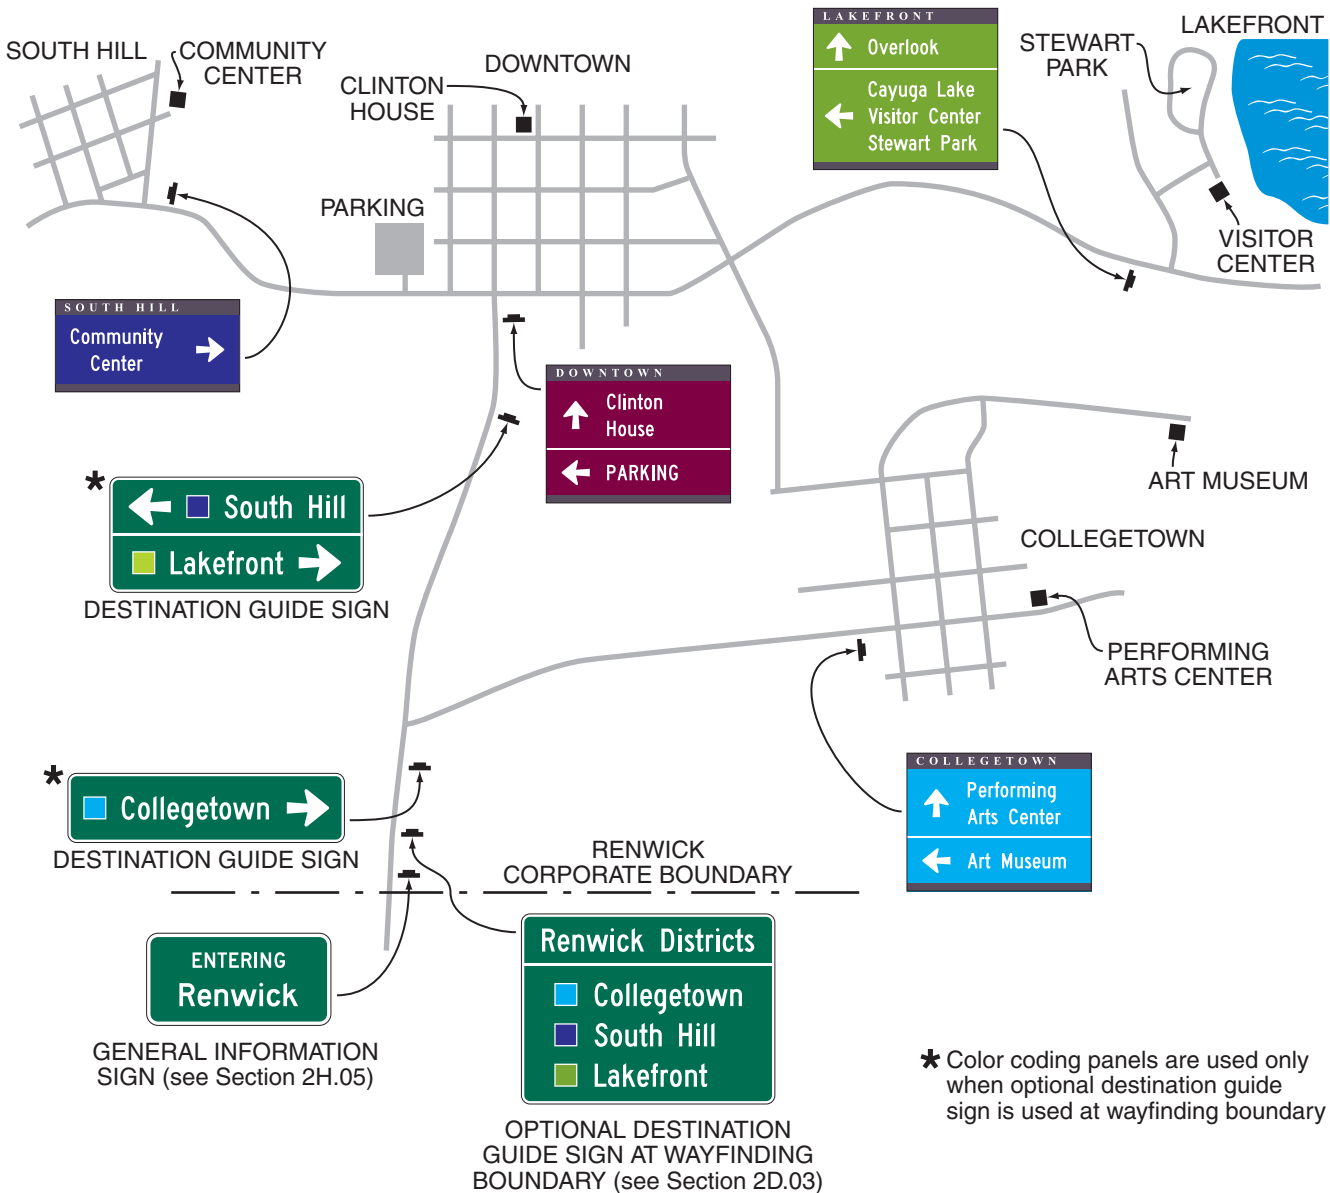 SOUTH HILL
COMMUNITY
CENTER
CLINTON
HOUSE
DOWNTOWN
LAKEFRONT
Overlook
Cayuga Lake
Visitor Center
Stewart Park
STEWART
PARK
LAKEFRONT
PARKING
VISITOR
CENTER
SOUTH HILL
Community
Center
DOWNTOWN
Clinton
House
PARKING
*
South Hill
Lakefront
DESTINATION GUIDE SIGN
ART MUSEUM
COLLEGETOWN
PERFORMING
ARTS CENTER
*
Collegetown
DESTINATION GUIDE SIGN
COLLEGETOWN
Performing
Arts Center
Art Museum
RENWICK
CORPORATE BOUNDARY
ENTERING
Renwick
GENERAL INFORMATION
SIGN (see Section 2H.05)
Renwick Districts
Collegetown
South Hill
Lakefront
OPTIONAL DESTINATION
GUIDE SIGN AT WAYFINDING
BOUNDARY (see Section 2D.03)
* Color coding panels are used only
when optional destination guide
sign is used at wayfinding boundary